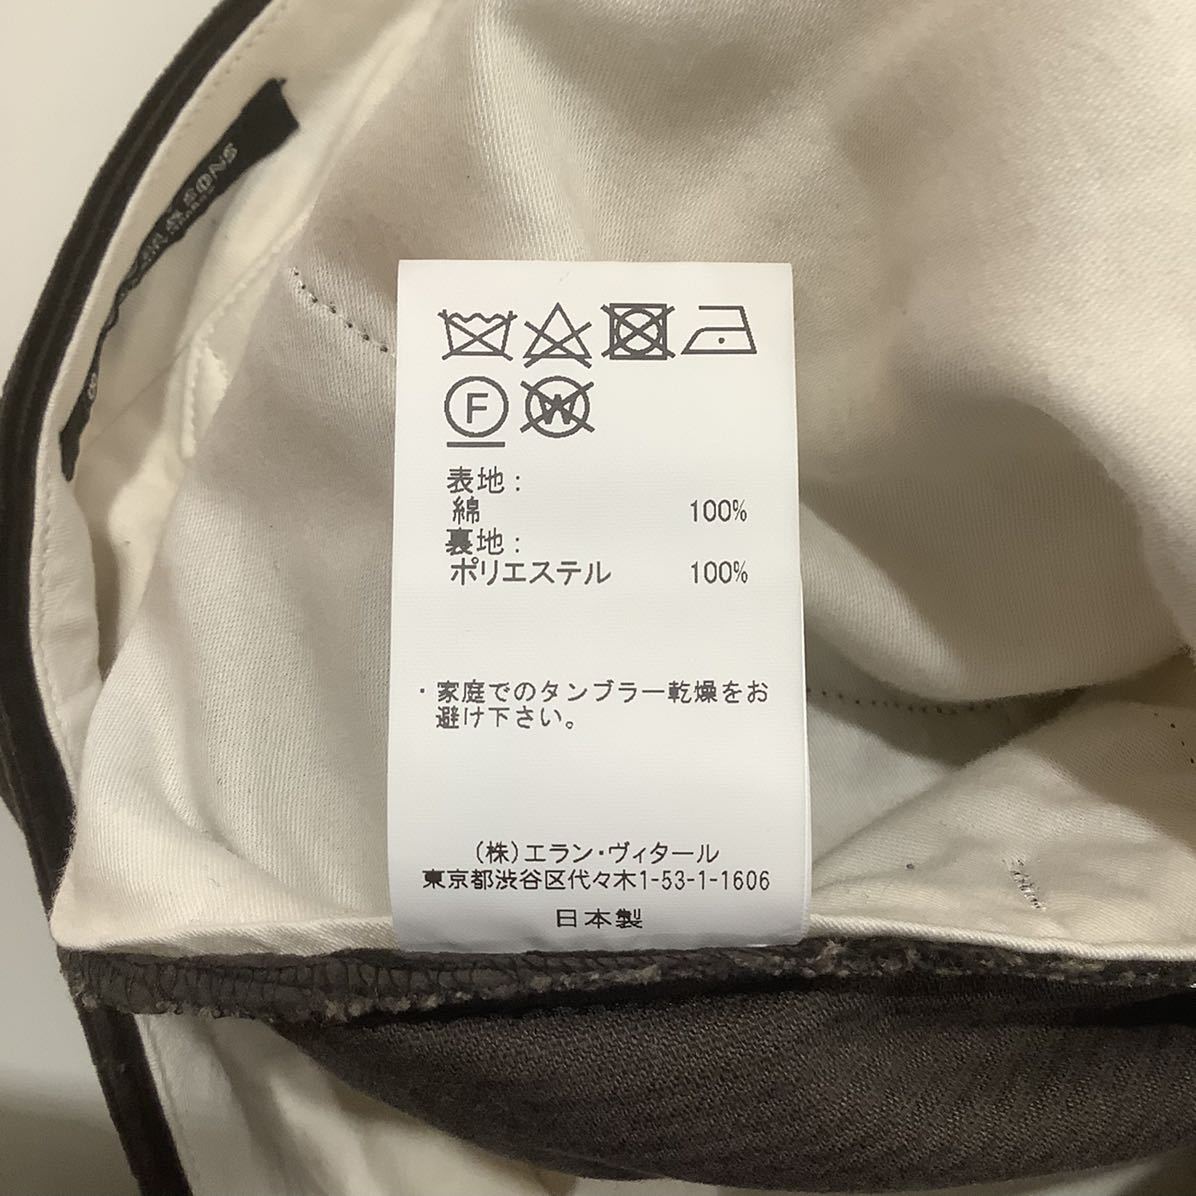 & SONS
F
W
表地：
綿 100%
裏地：
ポリエステル 100%
・家庭でのタンブラー乾燥をお
避け下さい。
(株)エラン・ヴィタール
東京都渋谷区代々木1-53-1-1606
日本製